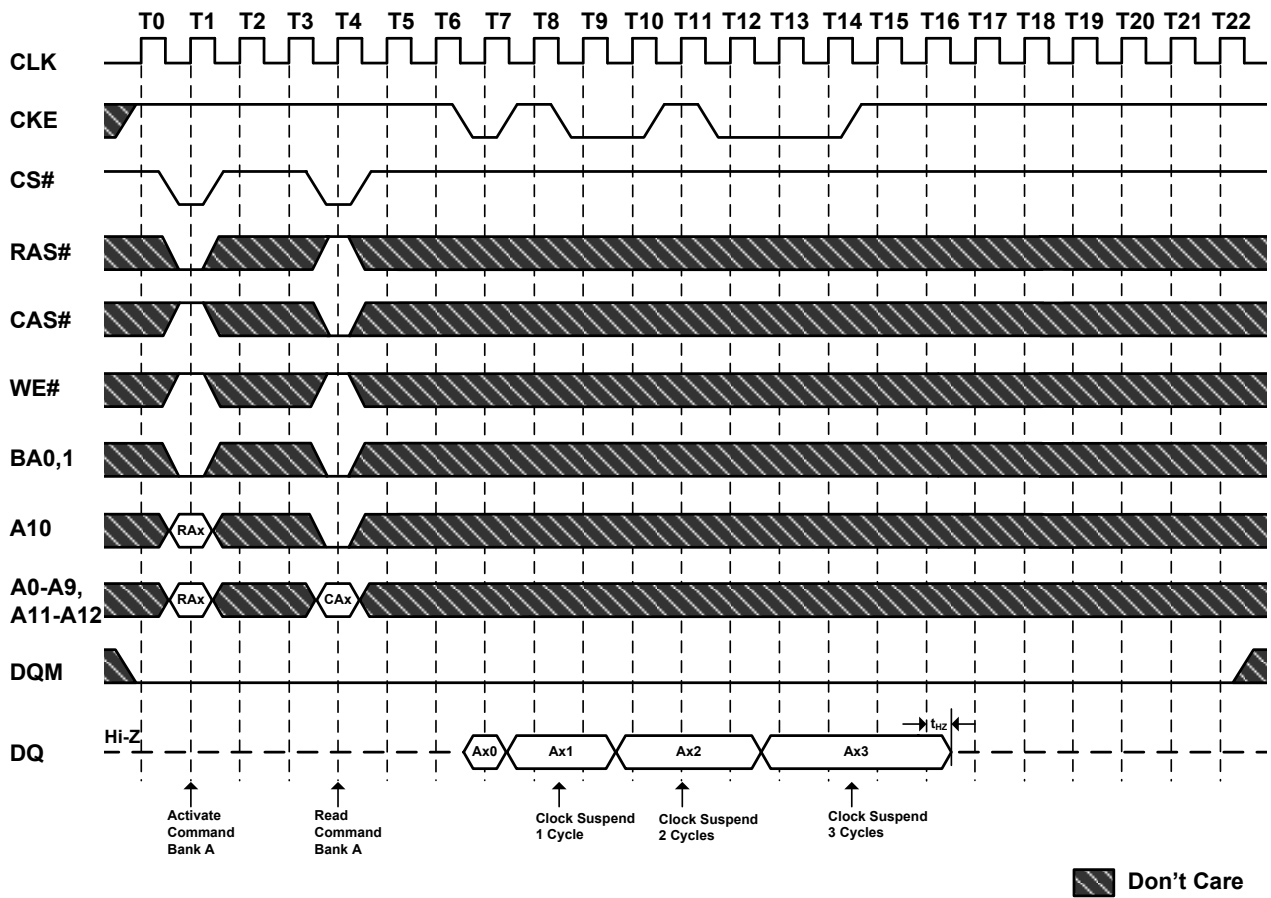 T0 T1 T2 T3 T4 T5 T6 T7 T8 T9 T10 T11 T12 T13 T14 T15 T16 T17 T18 T19 T20 T21 T22
CLK
CKE
CS#
RAS#
CAS#
WE#
BA0,1
A10
RAx
A0-A9,
A11-A12
RAx
CAx
DQM
tHZ
Hi-Z
DQ
Ax0
Ax1
Ax2
Ax3
Activate
Command
Bank A
Read
Command
Bank A
Clock Suspend
1 Cycle
Clock Suspend
2 Cycles
Clock Suspend
3 Cycles
Don't Care